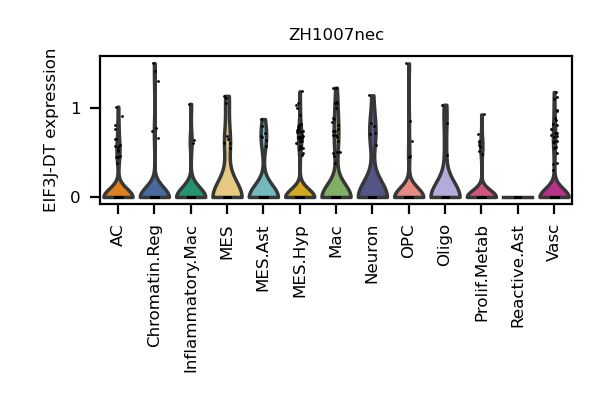 ZH1007nec
EIF3J-DT expression
1
0
AC
Chromatin.Reg
Inflammatory.Mac
MES
MES.Ast
MES.Hyp
Mac
Neuron
OPC
Oligo
Prolif.Metab
Reactive.Ast
Vasc